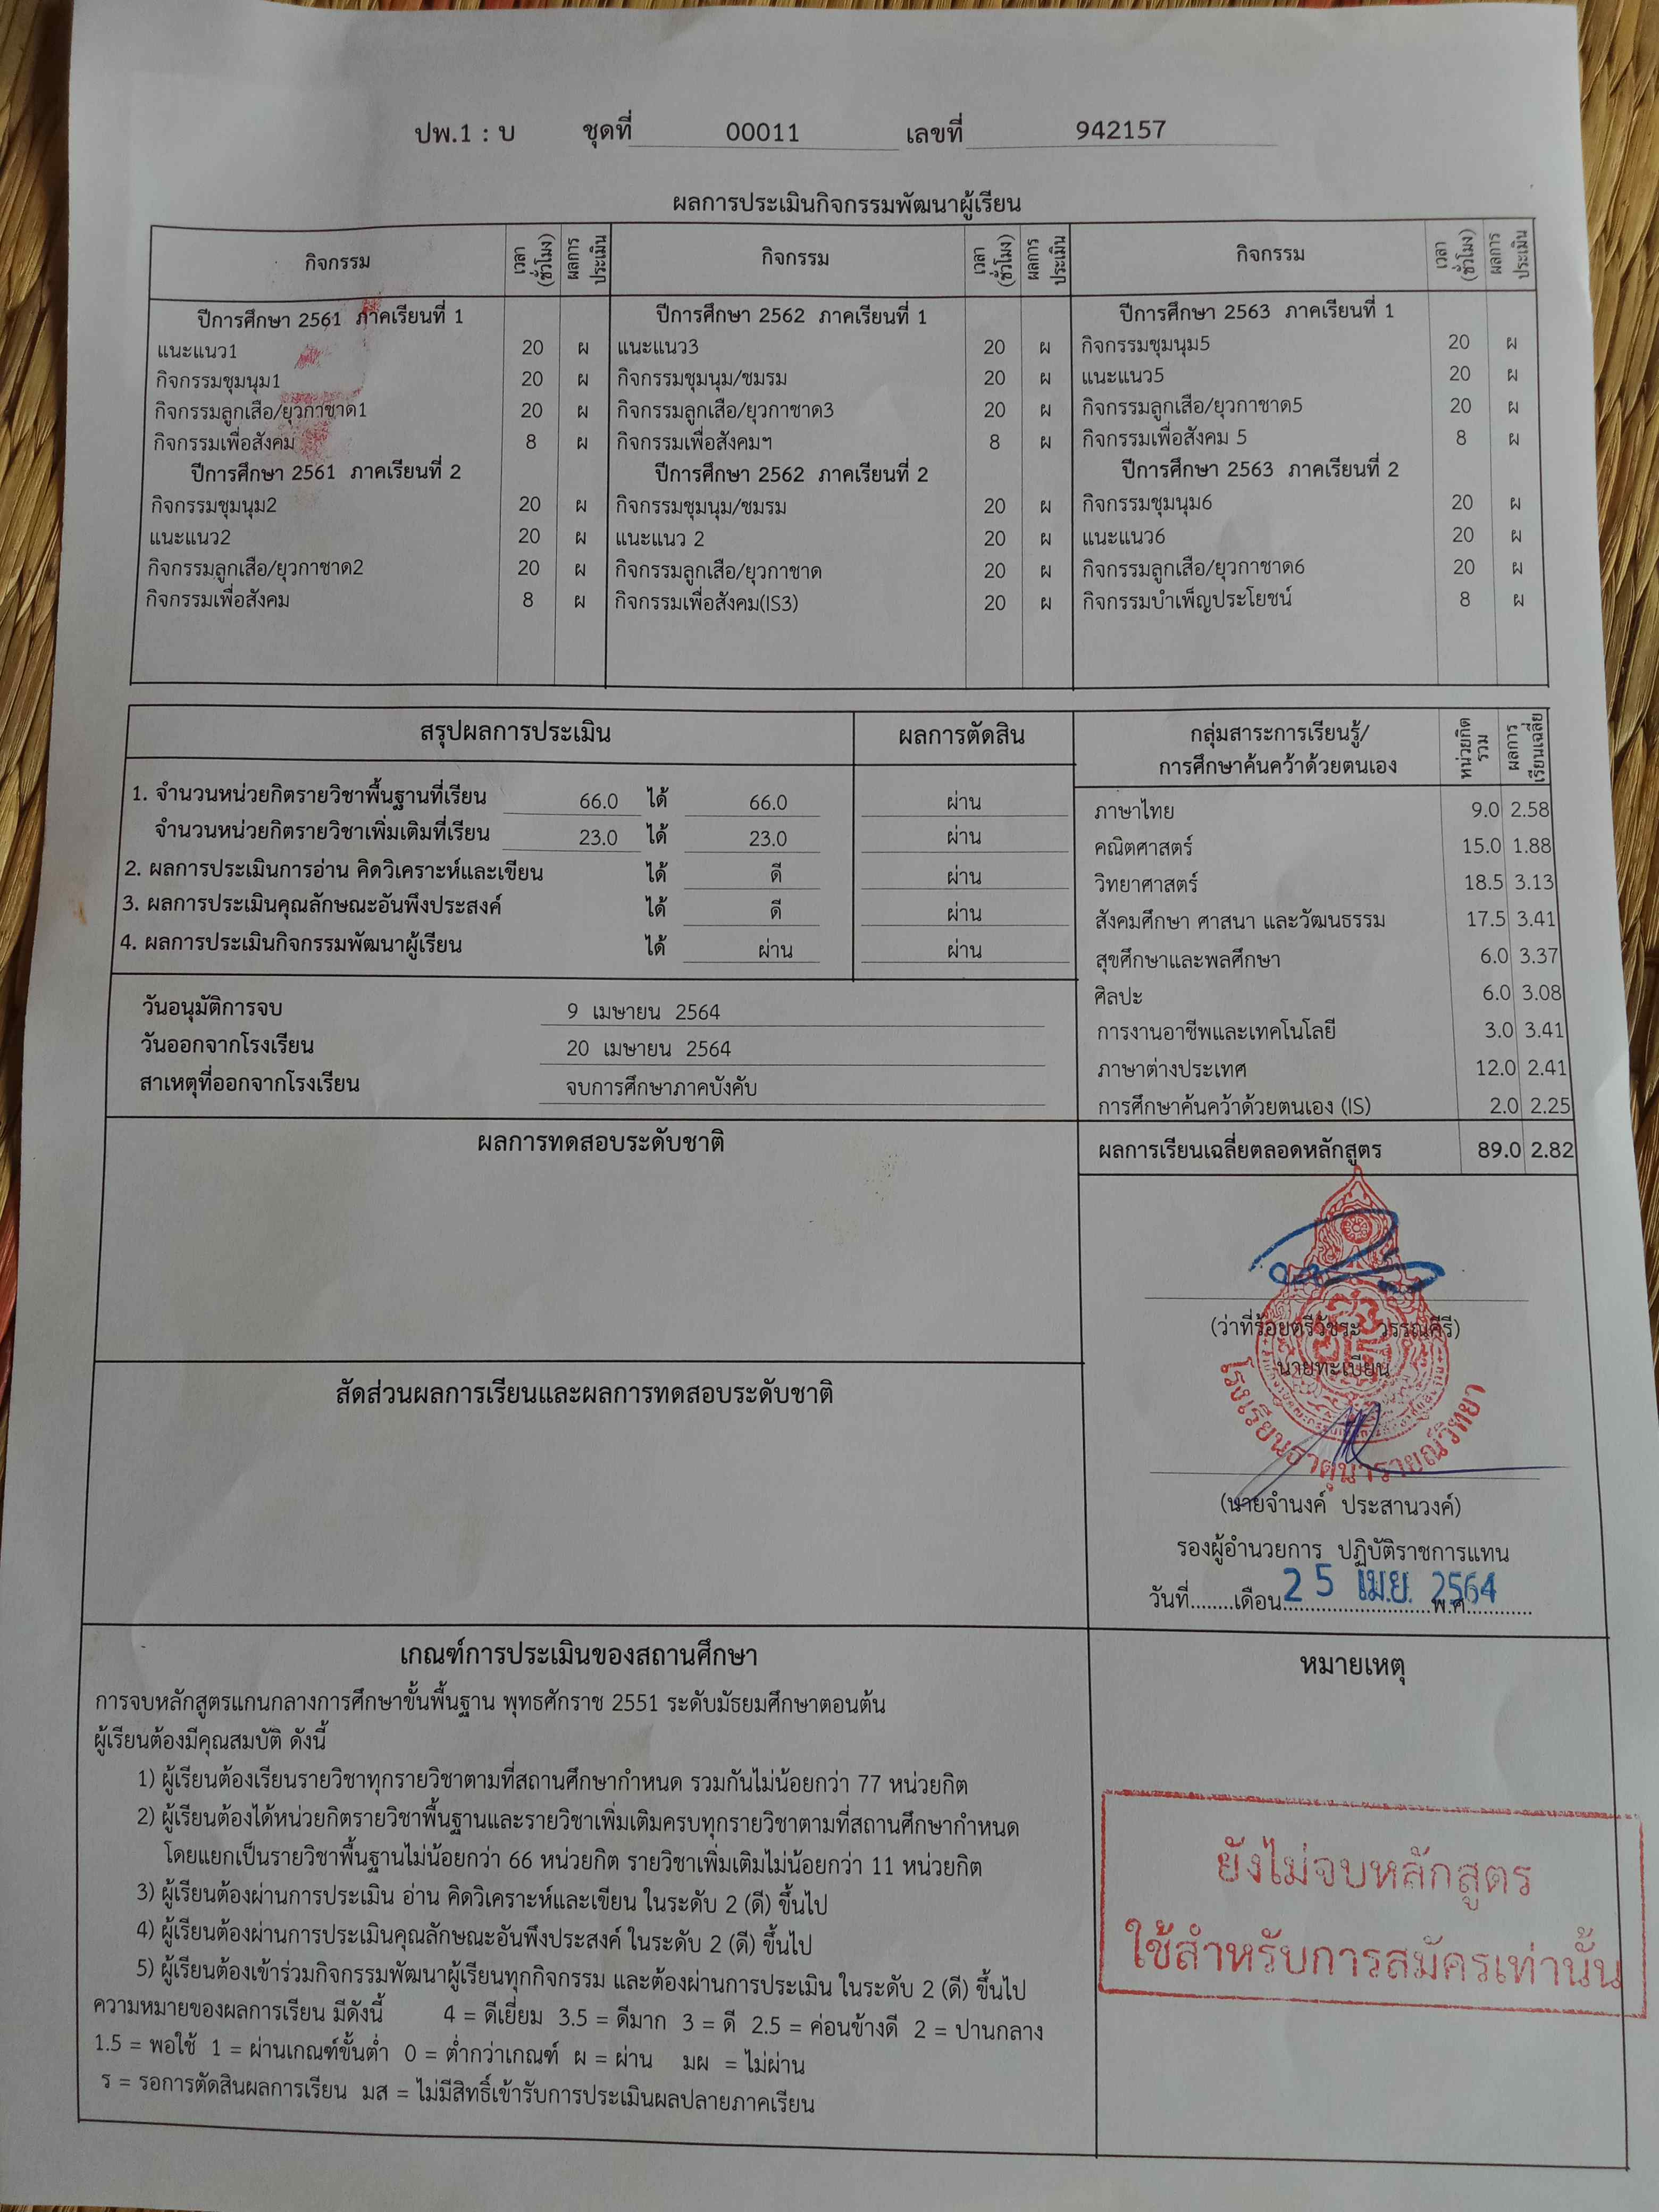 ปพ.1 : บ ชุดที่ 00011 เลขที่ 942157
ผลการประเมินกิจกรรมพัฒนาผู้เรียน
กิจกรรม เวลา (ชั่วโมง) ผลการประเมิน กิจกรรม เวลา (ชั่วโมง) ผลการประเมิน กิจกรรม เวลา (ชั่วโมง) ผลการประเมิน
ปีการศึกษา 2561 ภาคเรียนที่ 1 ปีการศึกษา 2562 ภาคเรียนที่ 1 ปีการศึกษา 2563 ภาคเรียนที่ 1
แนะแนว1 20 ผ แนะแนว3 20 ผ กิจกรรมชุมนุม5 20 ผ
กิจกรรมชุมนุม1 20 ผ กิจกรรมชุมนุม/ชมรม 20 ผ แนะแนว5 20 ผ
กิจกรรมลูกเสือ/ยุวกาชาด1 20 ผ กิจกรรมลูกเสือ/ยุวกาชาด3 20 ผ กิจกรรมลูกเสือ/ยุวกาชาด5 20 ผ
กิจกรรมเพื่อสังคม 8 ผ กิจกรรมเพื่อสังคมฯ 8 ผ กิจกรรมเพื่อสังคม 5 8 ผ
ปีการศึกษา 2561 ภาคเรียนที่ 2 ปีการศึกษา 2562 ภาคเรียนที่ 2 ปีการศึกษา 2563 ภาคเรียนที่ 2
กิจกรรมชุมนุม2 20 ผ กิจกรรมชุมนุม/ชมรม 20 ผ กิจกรรมชุมนุม6 20 ผ
แนะแนว2 20 ผ แนะแนว 2 20 ผ แนะแนว6 20 ผ
กิจกรรมลูกเสือ/ยุวกาชาด2 20 ผ กิจกรรมลูกเสือ/ยุวกาชาด 20 ผ กิจกรรมลูกเสือ/ยุวกาชาด6 20 ผ
กิจกรรมเพื่อสังคม 8 ผ กิจกรรมเพื่อสังคม(IS3) 20 ผ กิจกรรมบำเพ็ญประโยชน์ 8 ผ
สรุปผลการประเมิน ผลการตัดสิน
1. จำนวนหน่วยกิตรายวิชาพื้นฐานที่เรียน 66.0 ได้ 66.0 ผ่าน
จำนวนหน่วยกิตรายวิชาเพิ่มเติมที่เรียน 23.0 ได้ 23.0 ผ่าน
2. ผลการประเมินการอ่าน คิดวิเคราะห์และเขียน ได้ ดี ผ่าน
3. ผลการประเมินคุณลักษณะอันพึงประสงค์ ได้ ดี ผ่าน
4. ผลการประเมินกิจกรรมพัฒนาผู้เรียน ได้ ผ่าน ผ่าน
วันอนุมัติการจบ 9 เมษายน 2564
วันออกจากโรงเรียน 20 เมษายน 2564
สาเหตุที่ออกจากโรงเรียน จบการศึกษาภาคบังคับ
กลุ่มสาระการเรียนรู้/ หน่วยกิตรวม ผลการเรียนเฉลี่ย
การศึกษาค้นคว้าด้วยตนเอง
ภาษาไทย 9.0 2.58
คณิตศาสตร์ 15.0 1.88
วิทยาศาสตร์ 18.5 3.13
สังคมศึกษา ศาสนา และวัฒนธรรม 17.5 3.41
สุขศึกษาและพลศึกษา 6.0 3.37
ศิลปะ 6.0 3.08
การงานอาชีพและเทคโนโลยี 3.0 3.41
ภาษาต่างประเทศ 12.0 2.41
การศึกษาค้นคว้าด้วยตนเอง (IS) 2.0 2.25
ผลการเรียนเฉลี่ยตลอดหลักสูตร 89.0 2.82
ผลการทดสอบระดับชาติ
สัดส่วนผลการเรียนและผลการทดสอบระดับชาติ
(ว่าที่ร้อยตรีวัชระ วรรณคีรี)
นายทะเบียน
โรงเรียนธาตุนารายณ์วิทยา
(นายจำนงค์ ประสานวงค์)
รองผู้อำนวยการ ปฏิบัติราชการแทน
วันที่........เดือน..........................พ.ศ............
25 เม.ย. 2564
เกณฑ์การประเมินของสถานศึกษา
การจบหลักสูตรแกนกลางการศึกษาขั้นพื้นฐาน พุทธศักราช 2551 ระดับมัธยมศึกษาตอนต้น
ผู้เรียนต้องมีคุณสมบัติ ดังนี้
1) ผู้เรียนต้องเรียนรายวิชาทุกรายวิชาตามที่สถานศึกษากำหนด รวมกันไม่น้อยกว่า 77 หน่วยกิต
2) ผู้เรียนต้องได้หน่วยกิตรายวิชาพื้นฐานและรายวิชาเพิ่มเติมครบทุกรายวิชาตามที่สถานศึกษากำหนด
โดยแยกเป็นรายวิชาพื้นฐานไม่น้อยกว่า 66 หน่วยกิต รายวิชาเพิ่มเติมไม่น้อยกว่า 11 หน่วยกิต
3) ผู้เรียนต้องผ่านการประเมิน อ่าน คิดวิเคราะห์และเขียน ในระดับ 2 (ดี) ขึ้นไป
4) ผู้เรียนต้องผ่านการประเมินคุณลักษณะอันพึงประสงค์ ในระดับ 2 (ดี) ขึ้นไป
5) ผู้เรียนต้องเข้าร่วมกิจกรรมพัฒนาผู้เรียนทุกกิจกรรม และต้องผ่านการประเมิน ในระดับ 2 (ดี) ขึ้นไป
ความหมายของผลการเรียน มีดังนี้ 4 = ดีเยี่ยม 3.5 = ดีมาก 3 = ดี 2.5 = ค่อนข้างดี 2 = ปานกลาง
1.5 = พอใช้ 1 = ผ่านเกณฑ์ขั้นต่ำ 0 = ต่ำกว่าเกณฑ์ ผ = ผ่าน มผ = ไม่ผ่าน
ร = รอการตัดสินผลการเรียน มส = ไม่มีสิทธิ์เข้ารับการประเมินผลปลายภาคเรียน
หมายเหตุ
ยังไม่จบหลักสูตร
ใช้สำหรับการสมัครเท่านั้น